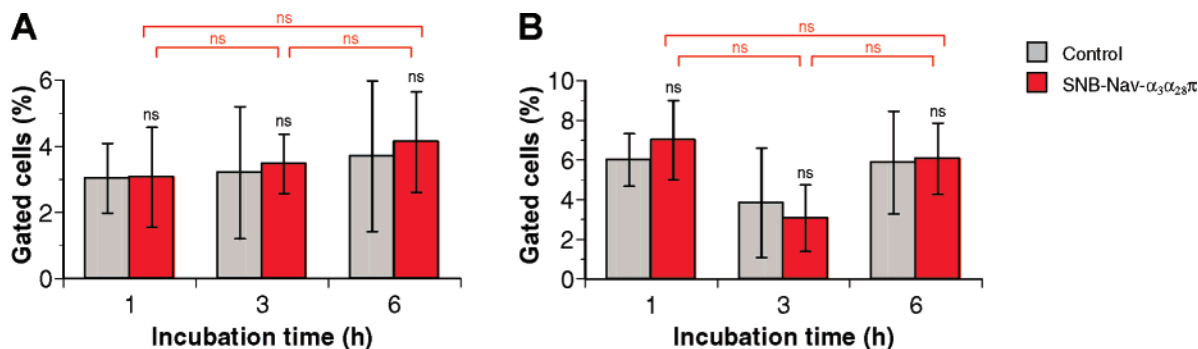 A
ns
ns
ns
6
4
2
0
Gated cells (%)
ns
ns
ns
1
3
6
Incubation time (h)
B
ns
ns
ns
10
8
6
4
2
0
Gated cells (%)
ns
ns
ns
1
3
6
Incubation time (h)
Control
SNB-Nav-α₃α₂₈π